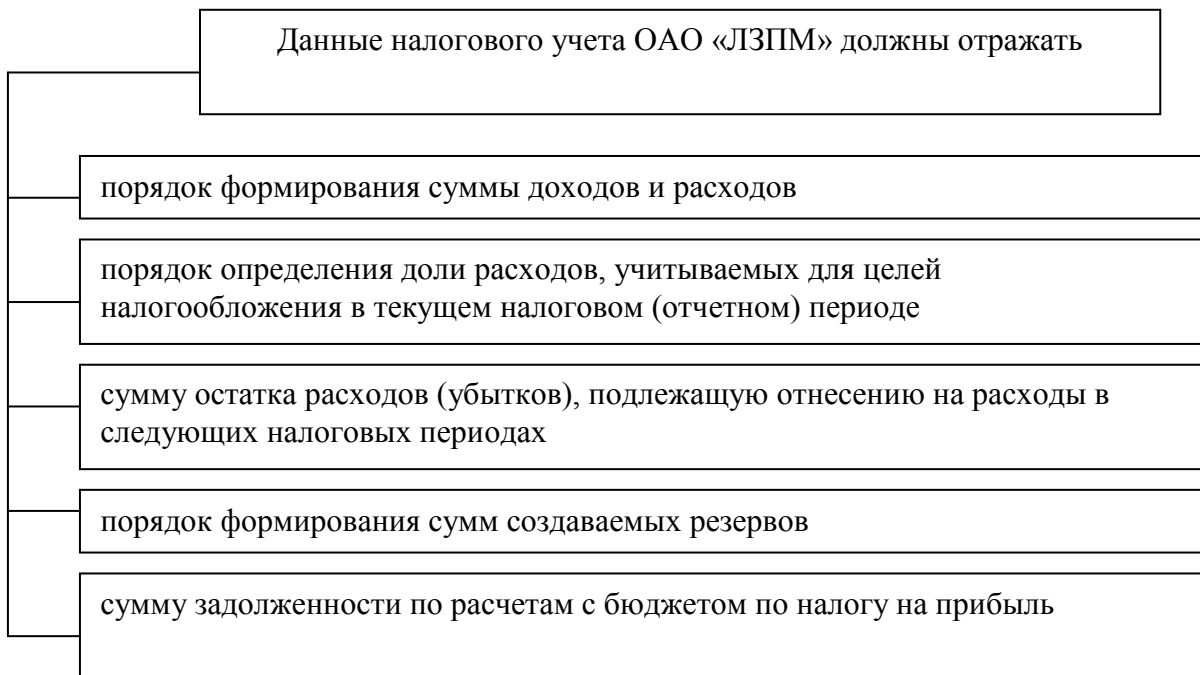 Данные налогового учета ОАО «ЛЗПМ» должны отражать
порядок формирования суммы доходов и расходов
порядок определения доли расходов, учитываемых для целей
налогообложения в текущем налоговом (отчетном) периоде
сумму остатка расходов (убытков), подлежащую отнесению на расходы в
следующих налоговых периодах
порядок формирования сумм создаваемых резервов
сумму задолженности по расчетам с бюджетом по налогу на прибыль